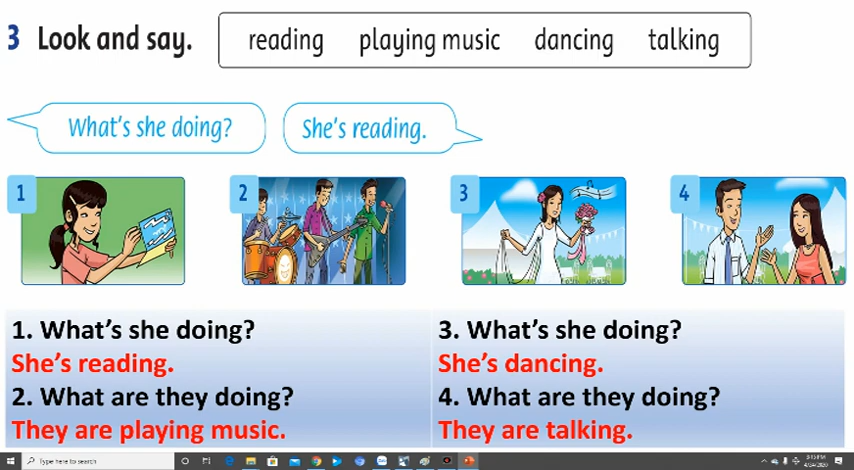 3 Look and say.
reading playing music dancing talking
What's she doing?
She's reading.
1
2
3
4
1. What's she doing?
She's reading.
2. What are they doing?
They are playing music.
3. What's she doing?
She's dancing.
4. What are they doing?
They are talking.
Type here to search